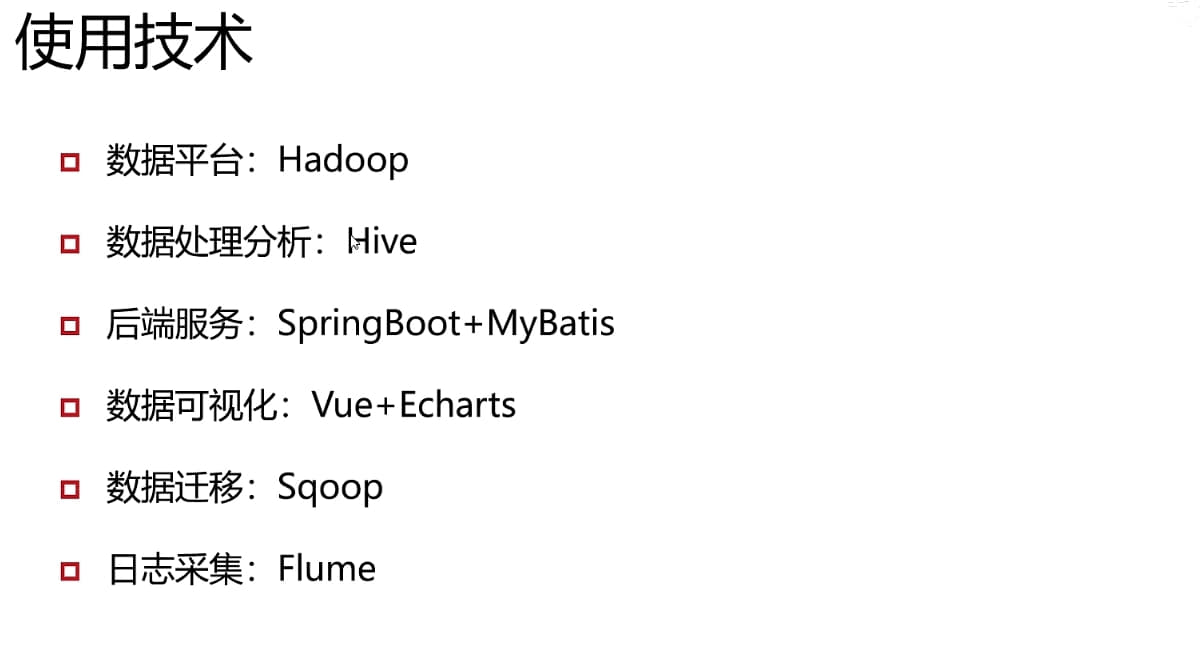 使用技术
数据平台：Hadoop
数据处理分析：Hive
后端服务：SpringBoot+MyBatis
数据可视化：Vue+Echarts
数据迁移：Sqoop
日志采集：Flume